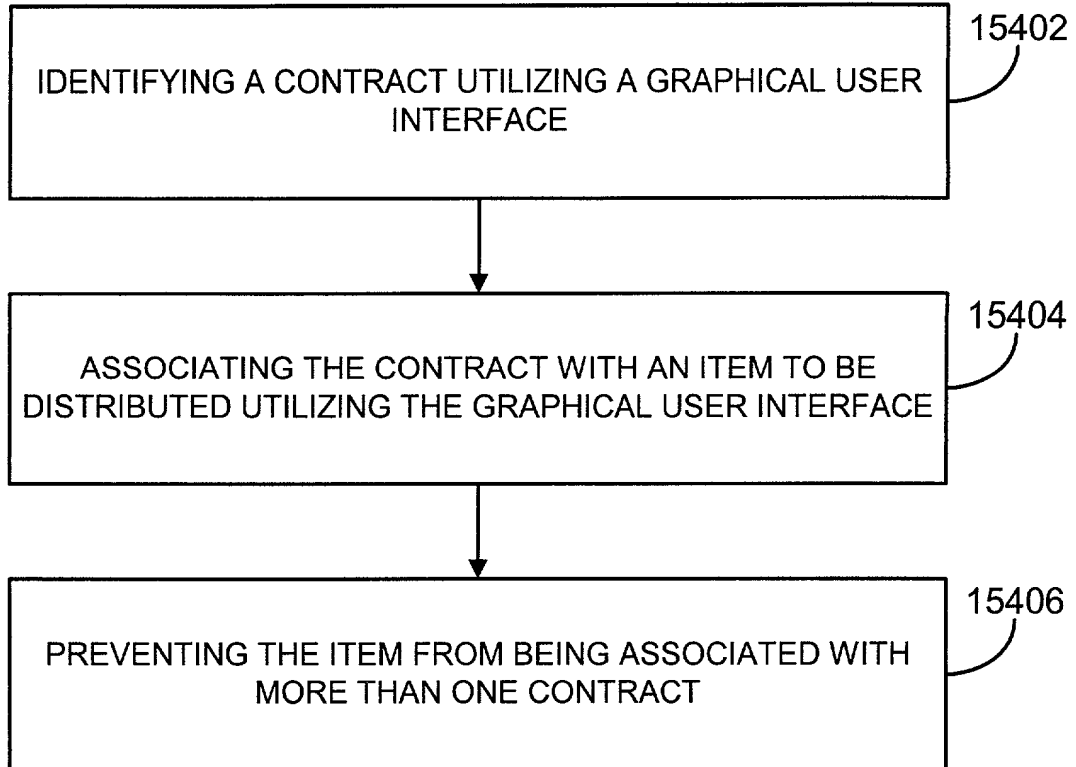 15402
IDENTIFYING A CONTRACT UTILIZING A GRAPHICAL USER
INTERFACE
15404
ASSOCIATING THE CONTRACT WITH AN ITEM TO BE
DISTRIBUTED UTILIZING THE GRAPHICAL USER INTERFACE
15406
PREVENTING THE ITEM FROM BEING ASSOCIATED WITH
MORE THAN ONE CONTRACT